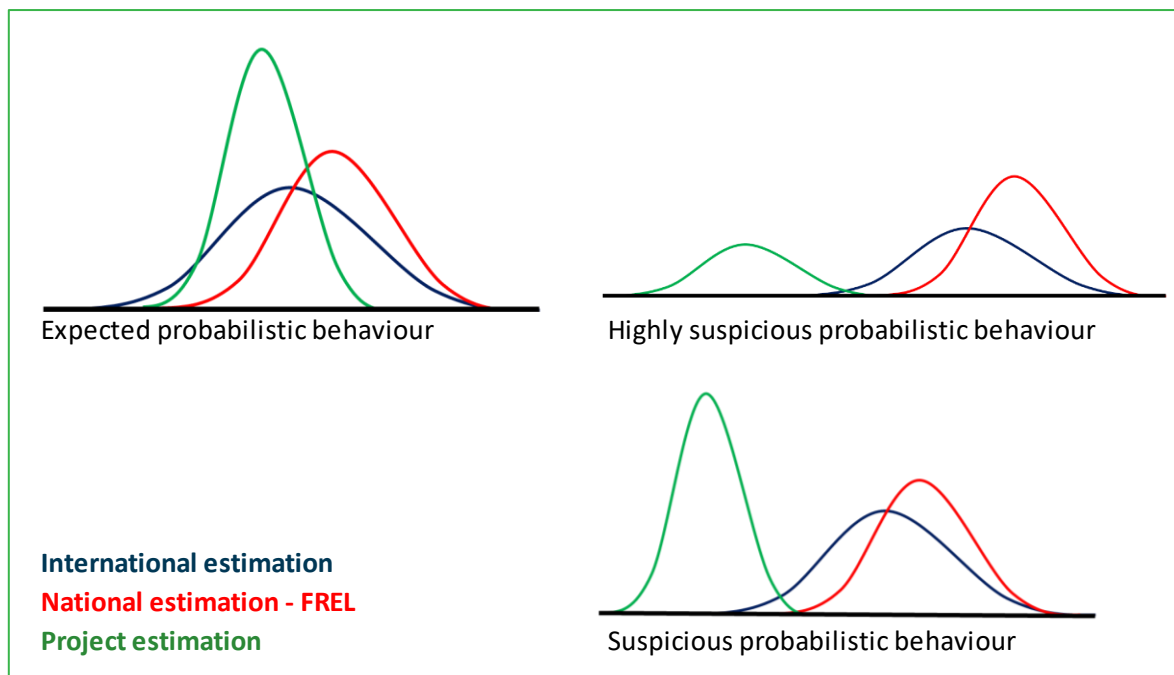 Expected probabilistic behaviour
Highly suspicious probabilistic behaviour
International estimation
National estimation - FREL
Project estimation
Suspicious probabilistic behaviour